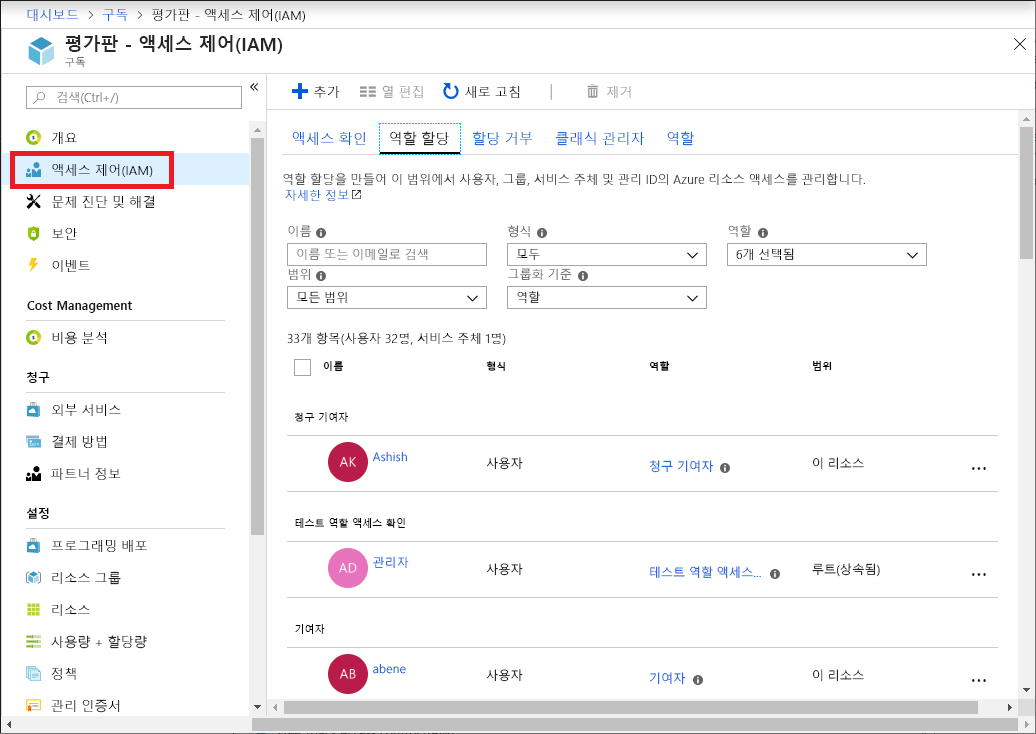 대시보드 > 구독 > 평가판 - 액세스 제어(IAM)
평가판 - 액세스 제어(IAM)
구독
검색(Ctrl+/)
개요
액세스 제어(IAM)
문제 진단 및 해결
보안
이벤트
Cost Management
비용 분석
청구
외부 서비스
결제 방법
파트너 정보
설정
프로그래밍 배포
리소스 그룹
리소스
사용량 + 할당량
정책
관리 인증서
추가 열 편집 새로 고침 제거
액세스 확인 역할 할당 할당 거부 클래식 관리자 역할
역할 할당을 만들어 이 범위에서 사용자, 그룹, 서비스 주체 및 관리 ID의 Azure 리소스 액세스를 관리합니다.
자세한 정보
이름 형식 역할
이름 또는 이메일로 검색 모두 6개 선택됨
범위 그룹화 기준
모든 범위 역할
33개 항목(사용자 32명, 서비스 주체 1명)
이름 형식 역할 범위
청구 기여자
AK Ashish 사용자 청구 기여자 이 리소스 ...
테스트 역할 액세스 확인
AD 관리자 사용자 테스트 역할 액세스... 루트(상속됨) ...
기여자
AB abene 사용자 기여자 이 리소스 ...